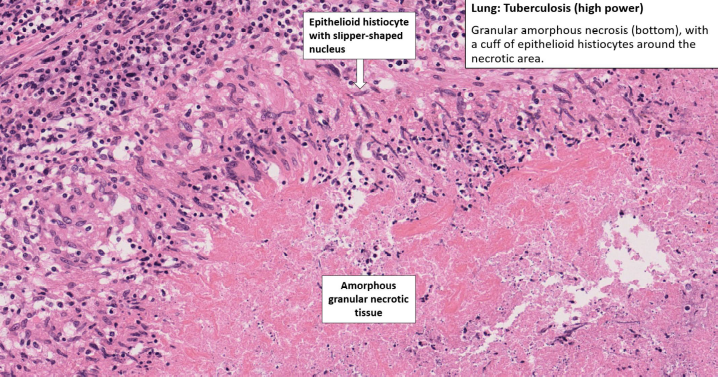 Lung: Tuberculosis (high power)
Granular amorphous necrosis (bottom), with
a cuff of epithelioid histiocytes around the
necrotic area.
Epithelioid histiocyte
with slipper-shaped
nucleus
Amorphous
granular necrotic
tissue